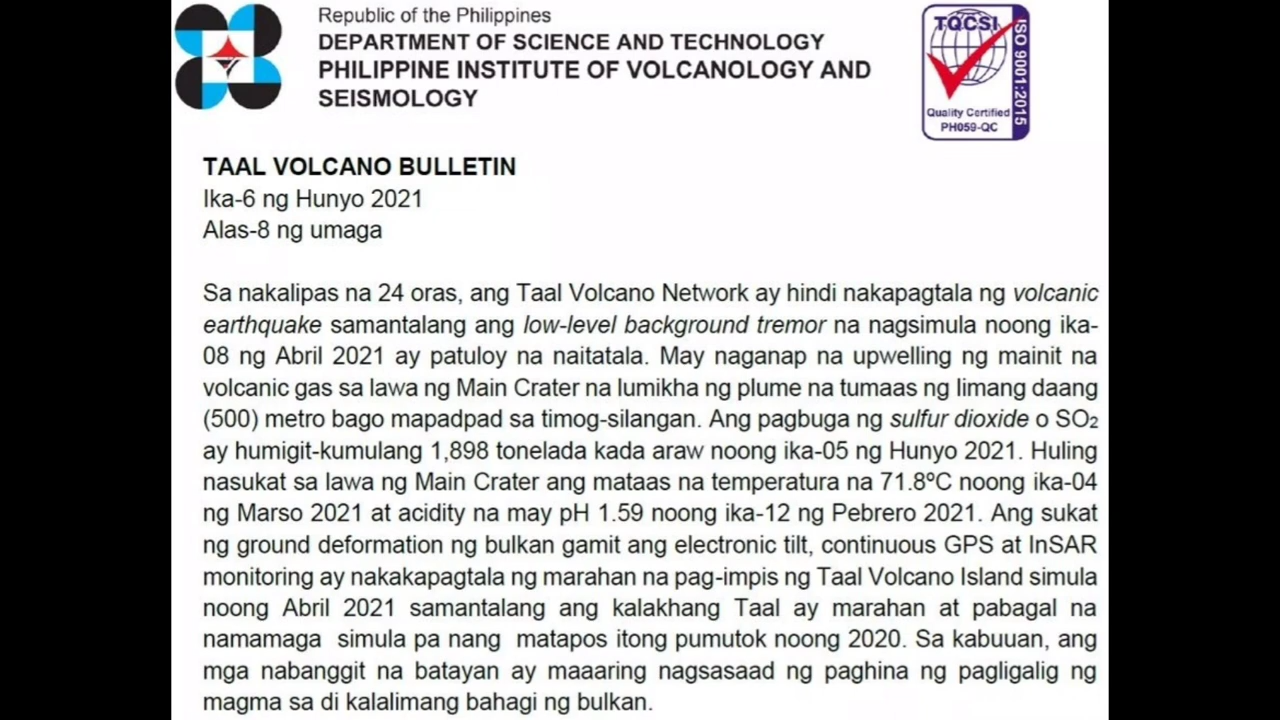 Republic of the Philippines
DEPARTMENT OF SCIENCE AND TECHNOLOGY
PHILIPPINE INSTITUTE OF VOLCANOLOGY AND
SEISMOLOGY
TQCSI
ISO 9001:2015
Quality Certified
PH059-QC
TAAL VOLCANO BULLETIN
Ika-6 ng Hunyo 2021
Alas-8 ng umaga
Sa nakalipas na 24 oras, ang Taal Volcano Network ay hindi nakapagtala ng volcanic
earthquake samantalang ang low-level background tremor na nagsimula noong ika-
08 ng Abril 2021 ay patuloy na naitatala. May naganap na upwelling ng mainit na
volcanic gas sa lawa ng Main Crater na lumikha ng plume na tumaas ng limang daang
(500) metro bago mapadpad sa timog-silangan. Ang pagbuga ng sulfur dioxide o SO₂
ay humigit-kumulang 1,898 tonelada kada araw noong ika-05 ng Hunyo 2021. Huling
nasukat sa lawa ng Main Crater ang mataas na temperatura na 71.8ºC noong ika-04
ng Marso 2021 at acidity na may pH 1.59 noong ika-12 ng Pebrero 2021. Ang sukat
ng ground deformation ng bulkan gamit ang electronic tilt, continuous GPS at InSAR
monitoring ay nakakapagtala ng marahan na pag-impis ng Taal Volcano Island simula
noong Abril 2021 samantalang ang kalakhang Taal ay marahan at pabagal na
namamaga simula pa nang matapos itong pumutok noong 2020. Sa kabuuan, ang
mga nabanggit na batayan ay maaaring nagsasaad ng paghina ng pagligalig ng
magma sa di kalalimang bahagi ng bulkan.